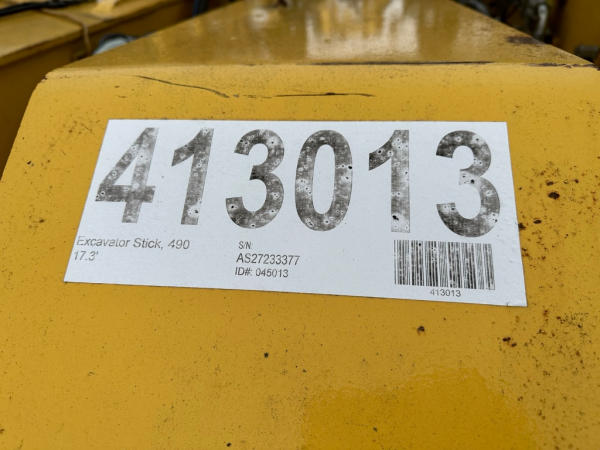 413013
Excavator Stick, 490
17.3'
S/N:
AS27233377
ID#: 045013
413013